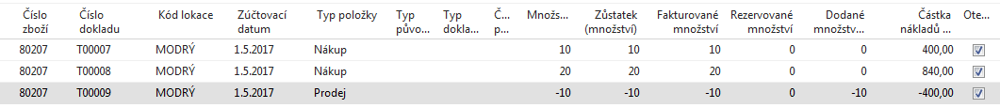 Číslo zboží Číslo dokladu Kód lokace Zúčtovací datum Typ položky Typ půvo... Typ dokla... Č... p... Množs... Zůstatek (množství) Fakturované množství Rezervované množství Dodané množstv... Částka nákladů ... Ote...
80207 T00007 MODRÝ 1.5.2017 Nákup 10 10 10 0 0 400,00
80207 T00008 MODRÝ 1.5.2017 Nákup 20 20 20 0 0 840,00
80207 T00009 MODRÝ 1.5.2017 Prodej -10 -10 -10 0 -10 -400,00